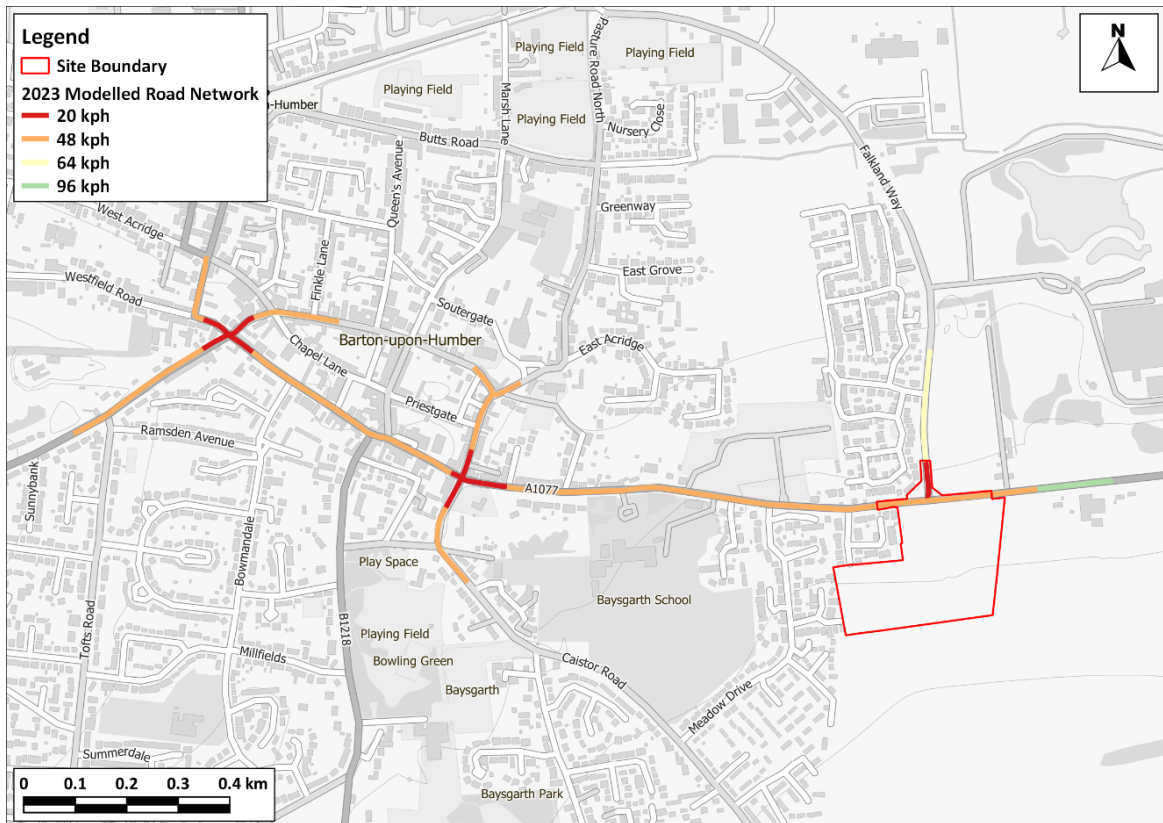 Legend
Site Boundary
2023 Modelled Road Network
20 kph
48 kph
64 kph
96 kph
N
Playing Field
Playing Field
Playing Field
Playing Field
Pasture Road North
Marsh Lane
Nursery Close
Butts Road
-Humber
Falkland Way
Queen's Avenue
West Acridge
Greenway
Finkle Lane
East Grove
Westfield Road
Soutergate
Barton-upon-Humber
East Acridge
Chapel Lane
Priestgate
Ramsden Avenue
Sunnybank
A1077
Bowmandale
Play Space
Baysgarth School
Tofts Road
B1218
Playing Field
Millfields
Bowling Green
Caistor Road
Baysgarth
Meadow Drive
Summerdale
Baysgarth Park
0 0.1 0.2 0.3 0.4 km